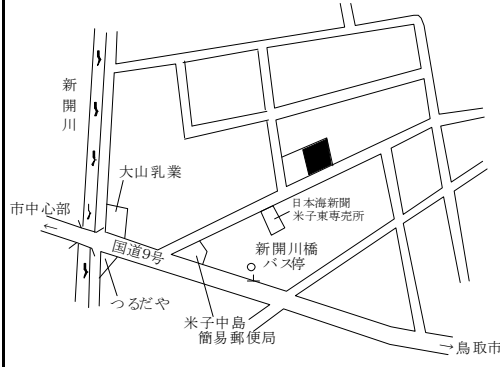 新開川
大山乳業
市中心部
←
国道9号
日本海新聞
米子東専売所
新開川橋
バス停
つるだや
米子中島
簡易郵便局
→鳥取市